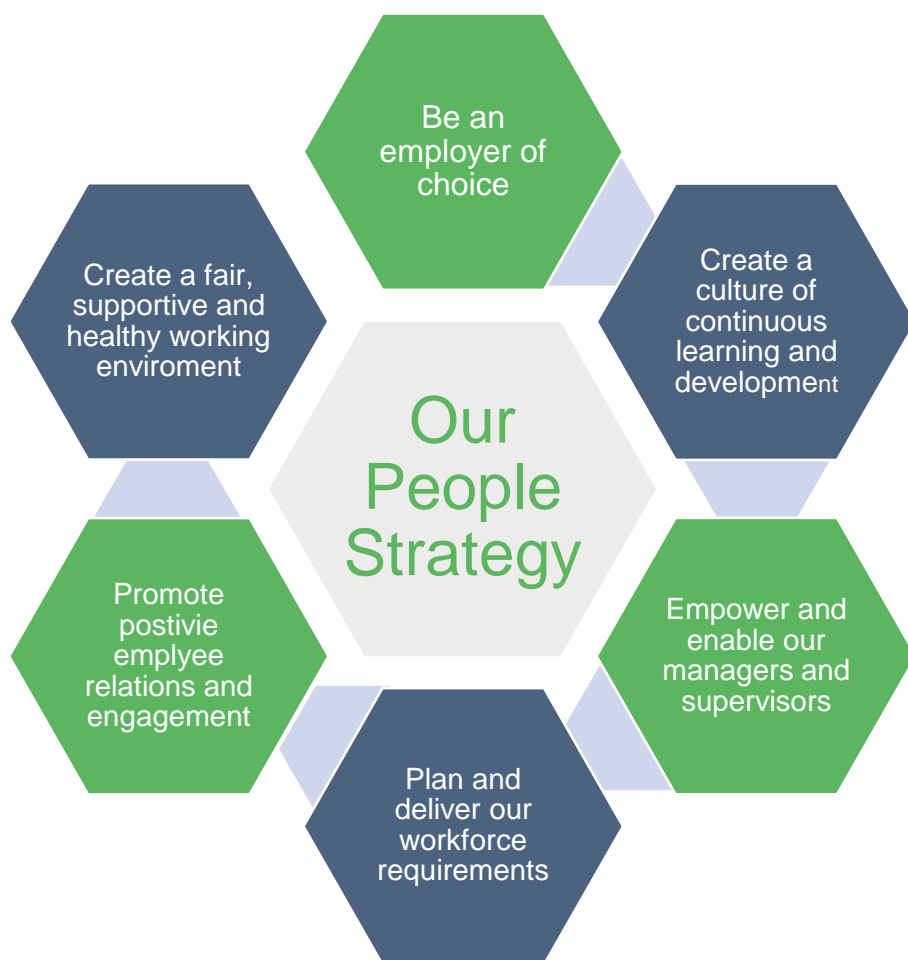 Be an
employer of
choice
Create a
culture of
continuous
learning and
development
Empower and
enable our
managers and
supervisors
Plan and
deliver our
workforce
requirements
Promote
postivie
emplyee
relations and
engagement
Create a fair,
supportive and
healthy working
enviroment
Our
People
Strategy